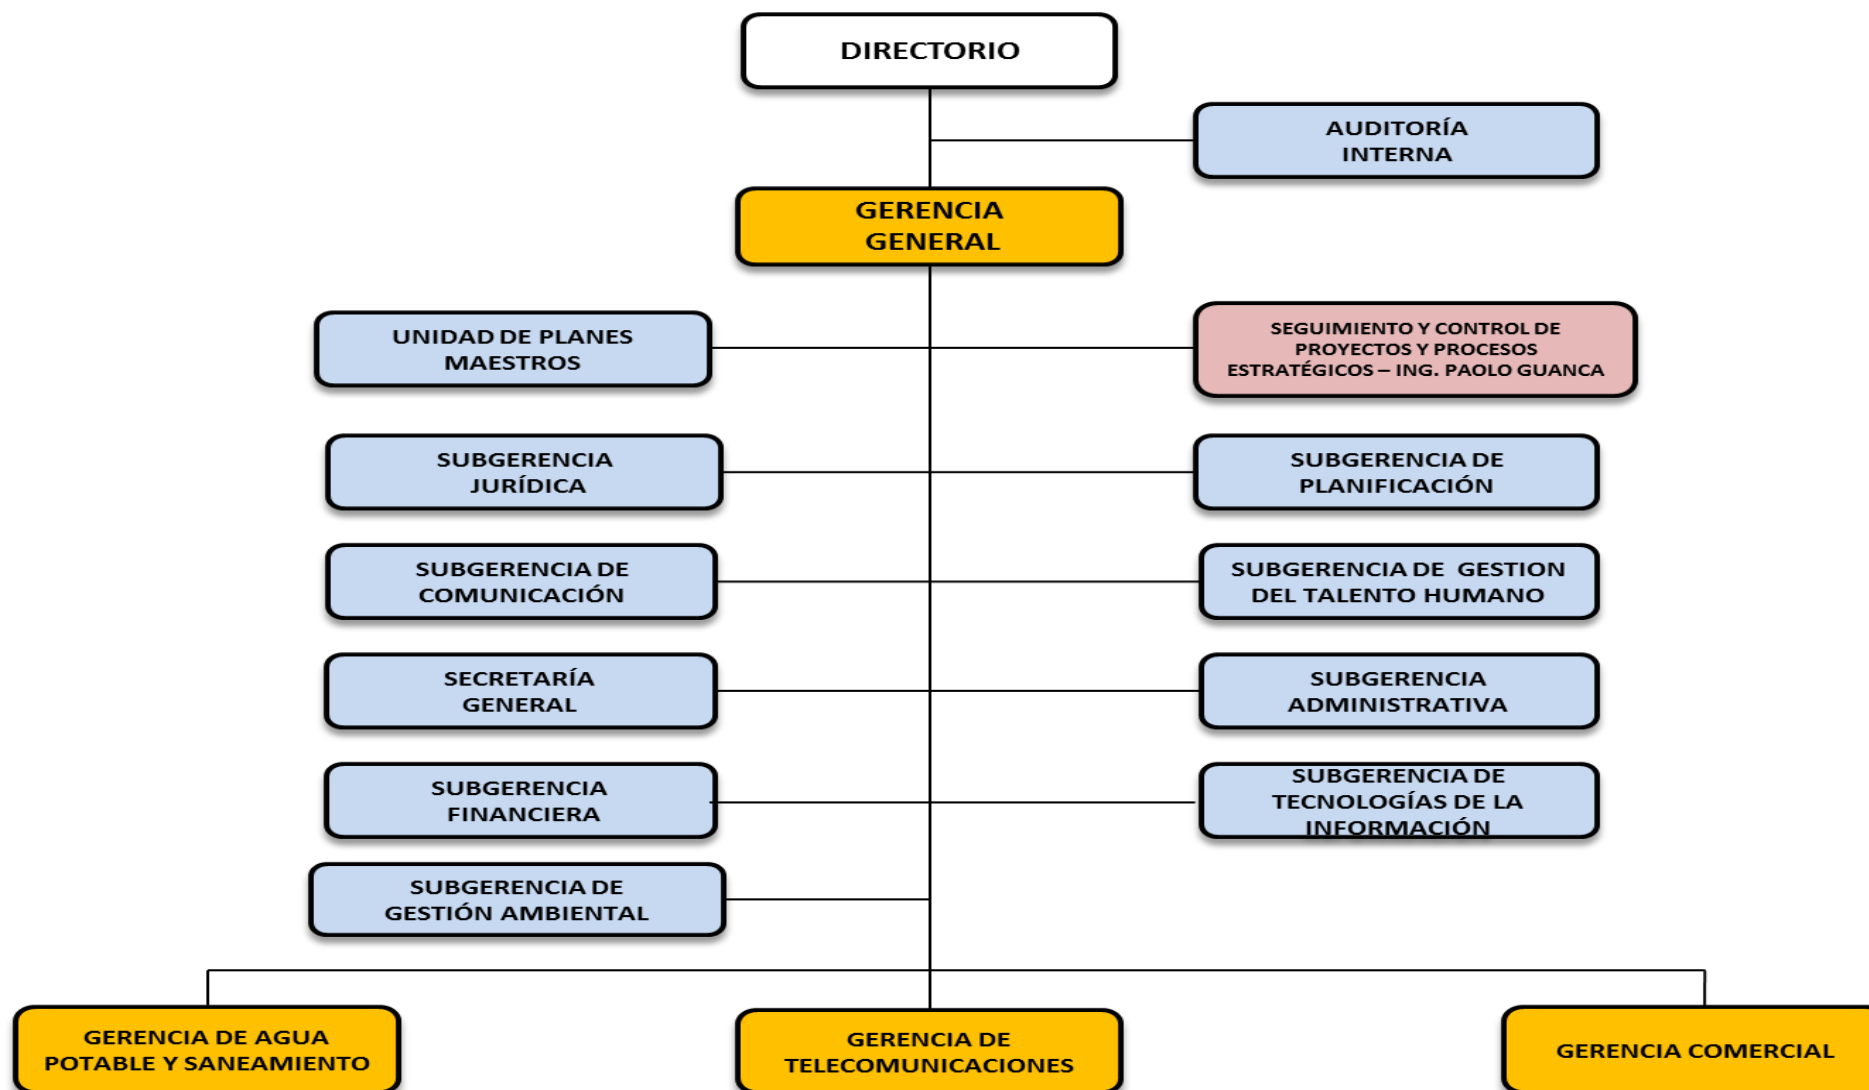 DIRECTORIO
AUDITORÍA
INTERNA
GERENCIA
GENERAL
UNIDAD DE PLANES
MAESTROS
SEGUIMIENTO Y CONTROL DE
PROYECTOS Y PROCESOS
ESTRATÉGICOS – ING. PAOLO GUANCA
SUBGERENCIA
JURÍDICA
SUBGERENCIA DE
PLANIFICACIÓN
SUBGERENCIA DE
COMUNICACIÓN
SUBGERENCIA DE GESTION
DEL TALENTO HUMANO
SECRETARÍA
GENERAL
SUBGERENCIA
ADMINISTRATIVA
SUBGERENCIA
FINANCIERA
SUBGERENCIA DE
TECNOLOGÍAS DE LA
INFORMACIÓN
SUBGERENCIA DE
GESTIÓN AMBIENTAL
GERENCIA DE AGUA
POTABLE Y SANEAMIENTO
GERENCIA DE
TELECOMUNICACIONES
GERENCIA COMERCIAL